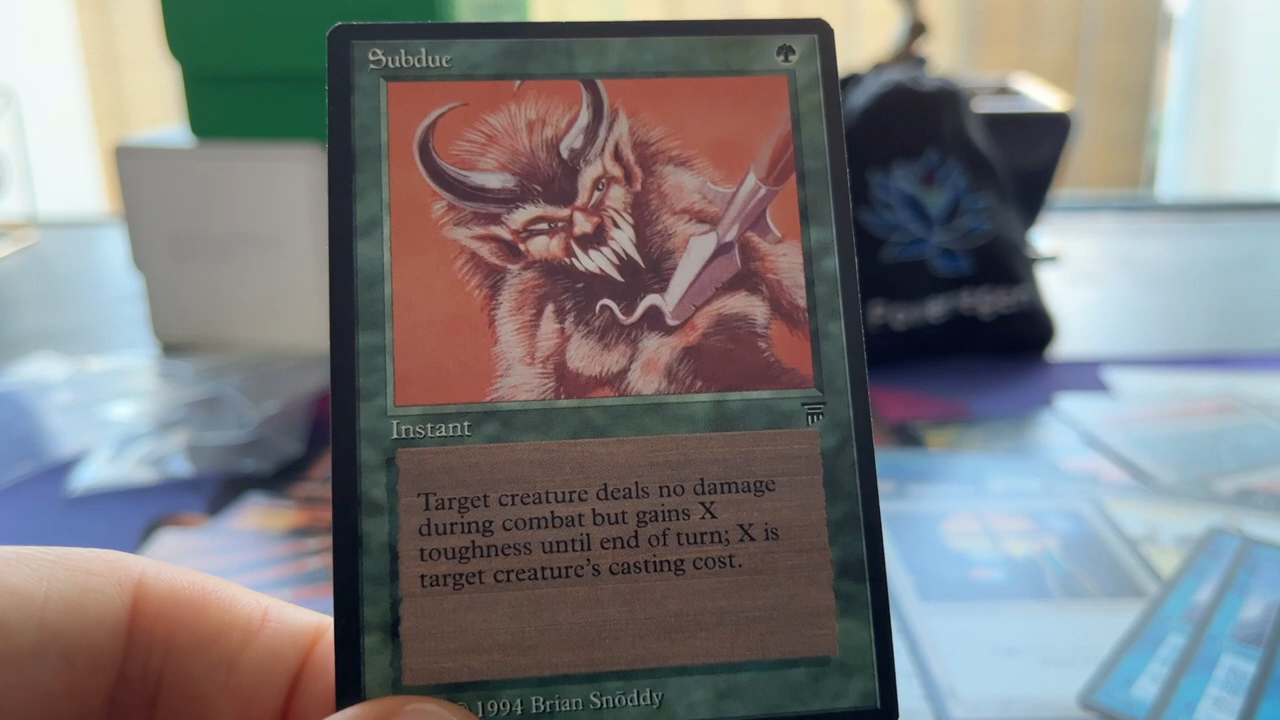 Subdue
Instant
Target creature deals no damage
during combat but gains X
toughness until end of turn; X is
target creature's casting cost.
© 1994 Brian Snōddy